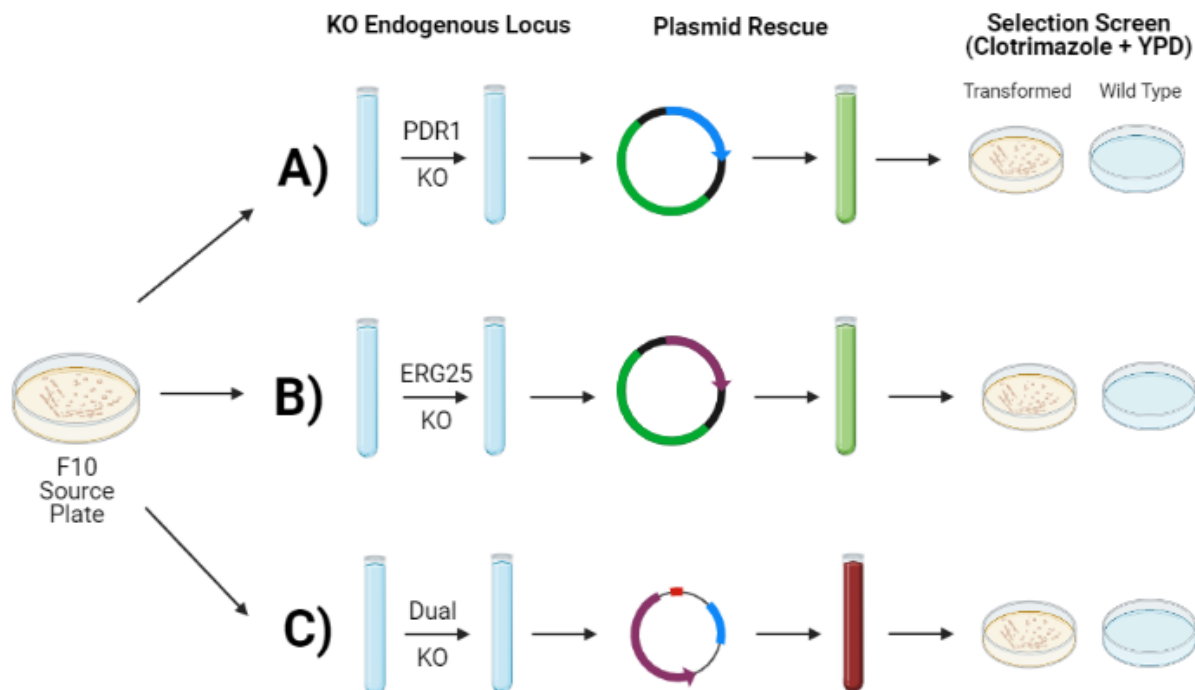 KO Endogenous Locus
Plasmid Rescue
Selection Screen
(Clotrimazole + YPD)
Transformed
Wild Type
A)
PDR1
KO
B)
ERG25
KO
F10
Source
Plate
C)
Dual
KO